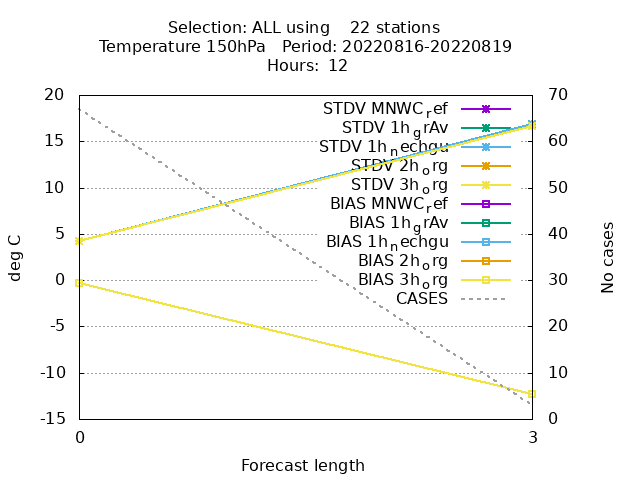 Selection: ALL using 22 stations
Temperature 150hPa Period: 20220816-20220819
Hours: 12
20
15
10
5
0
-5
-10
-15
70
60
50
40
30
20
10
0
deg C
No cases
STDV MNWC_ref
STDV 1h_grAv
STDV 1h_nechgu
STDV 2h_org
STDV 3h_org
BIAS MNWC_ref
BIAS 1h_grAv
BIAS 1h_nechgu
BIAS 2h_org
BIAS 3h_org
CASES
0
3
Forecast length